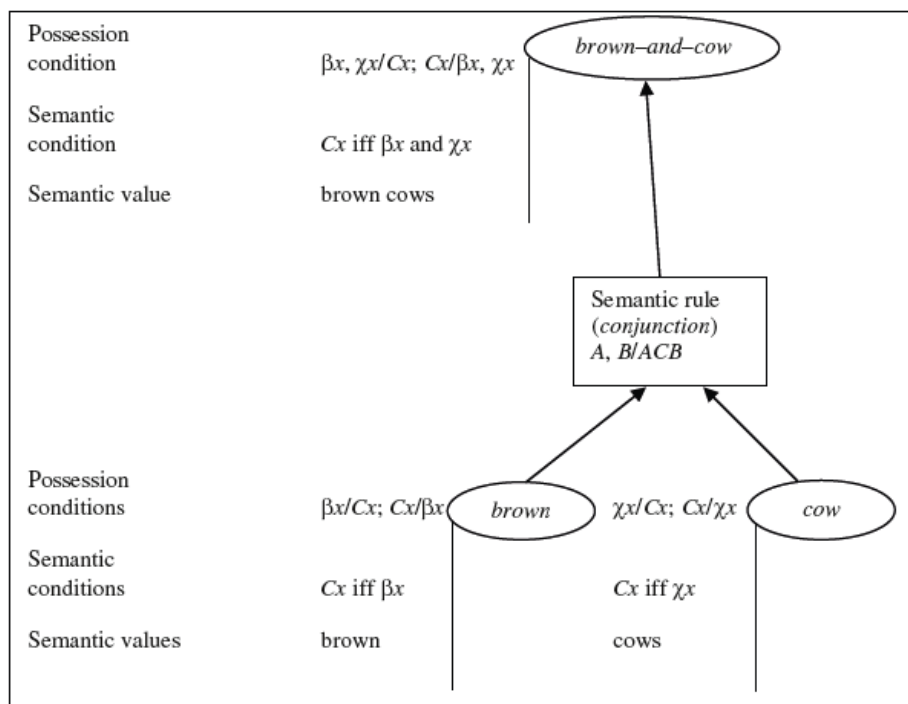 Possession
condition
βx, χx/Cx; Cx/βx, χx
brown–and–cow
Semantic
condition
Cx iff βx and χx
Semantic value
brown cows
Semantic rule
(conjunction)
A, B/ACB
Possession
conditions
βx/Cx; Cx/βx
brown
χx/Cx; Cx/χx
cow
Semantic
conditions
Cx iff βx
Cx iff χx
Semantic values
brown
cows